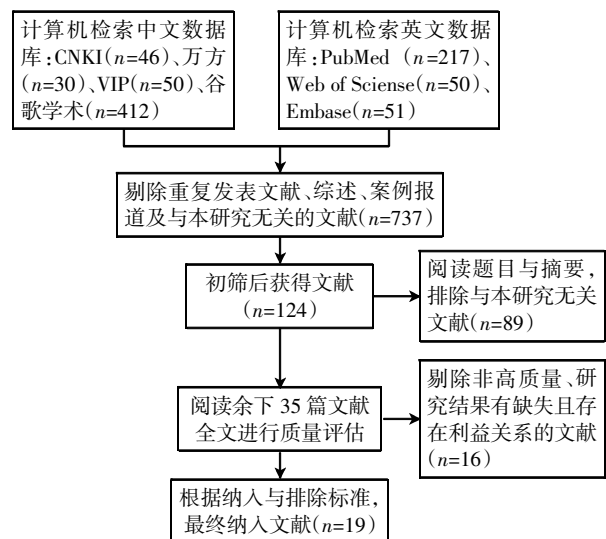 计算机检索中文数据
库:CNKI(n=46)、万方
(n=30)、VIP(n=50)、谷
歌学术(n=412)
计算机检索英文数据
库:PubMed (n=217)、
Web of Sciense(n=50)、
Embase(n=51)
剔除重复发表文献、综述、案例报
道及与本研究无关的文献(n=737)
初筛后获得文献
(n=124)
阅读题目与摘要,
排除与本研究无关
文献(n=89)
阅读余下 35 篇文献
全文进行质量评估
剔除非高质量、研
究结果有缺失且存
在利益关系的文献
(n=16)
根据纳入与排除标准,
最终纳入文献(n=19)